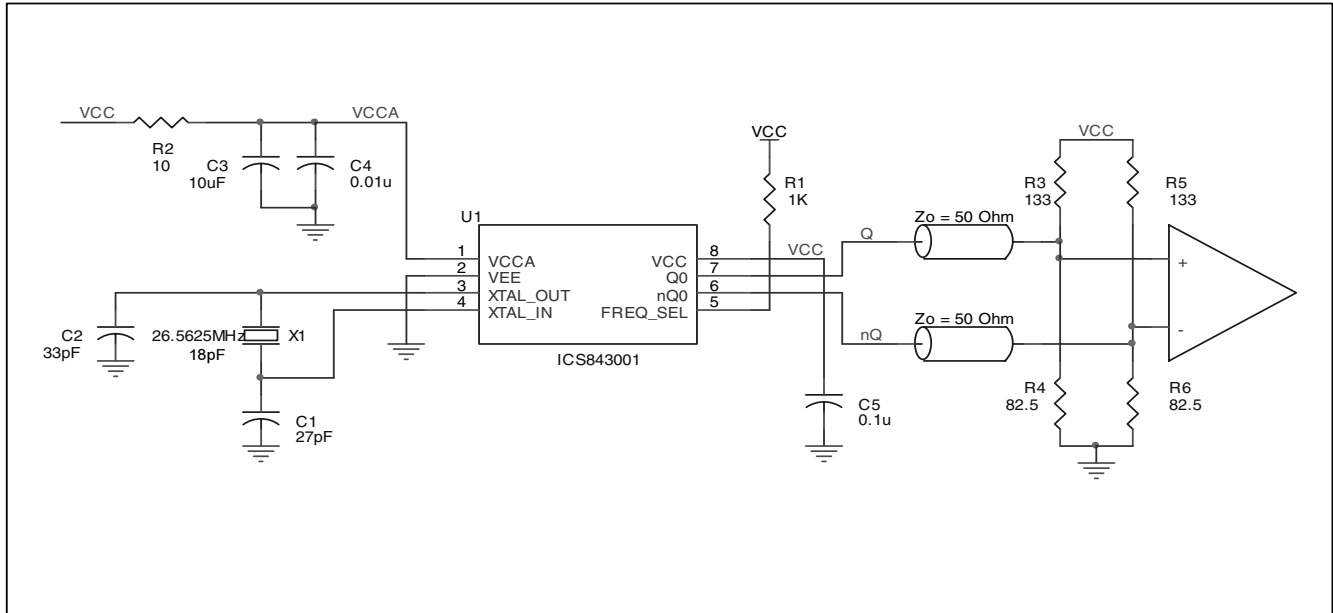 VCC
R2
10
VCCA
C3
10uF
C4
0.01u
U1
1
2
3
4
VCCA
VEE
XTAL_OUT
XTAL_IN
VCC
Q0
nQ0
FREQ_SEL
8
7
6
5
ICS843001
C2
33pF
26.5625MHz
18pF
X1
C1
27pF
VCC
R1
1K
VCC
Q
nQ
Zo = 50 Ohm
Zo = 50 Ohm
C5
0.1u
VCC
R3
133
R5
133
+
-
R4
82.5
R6
82.5